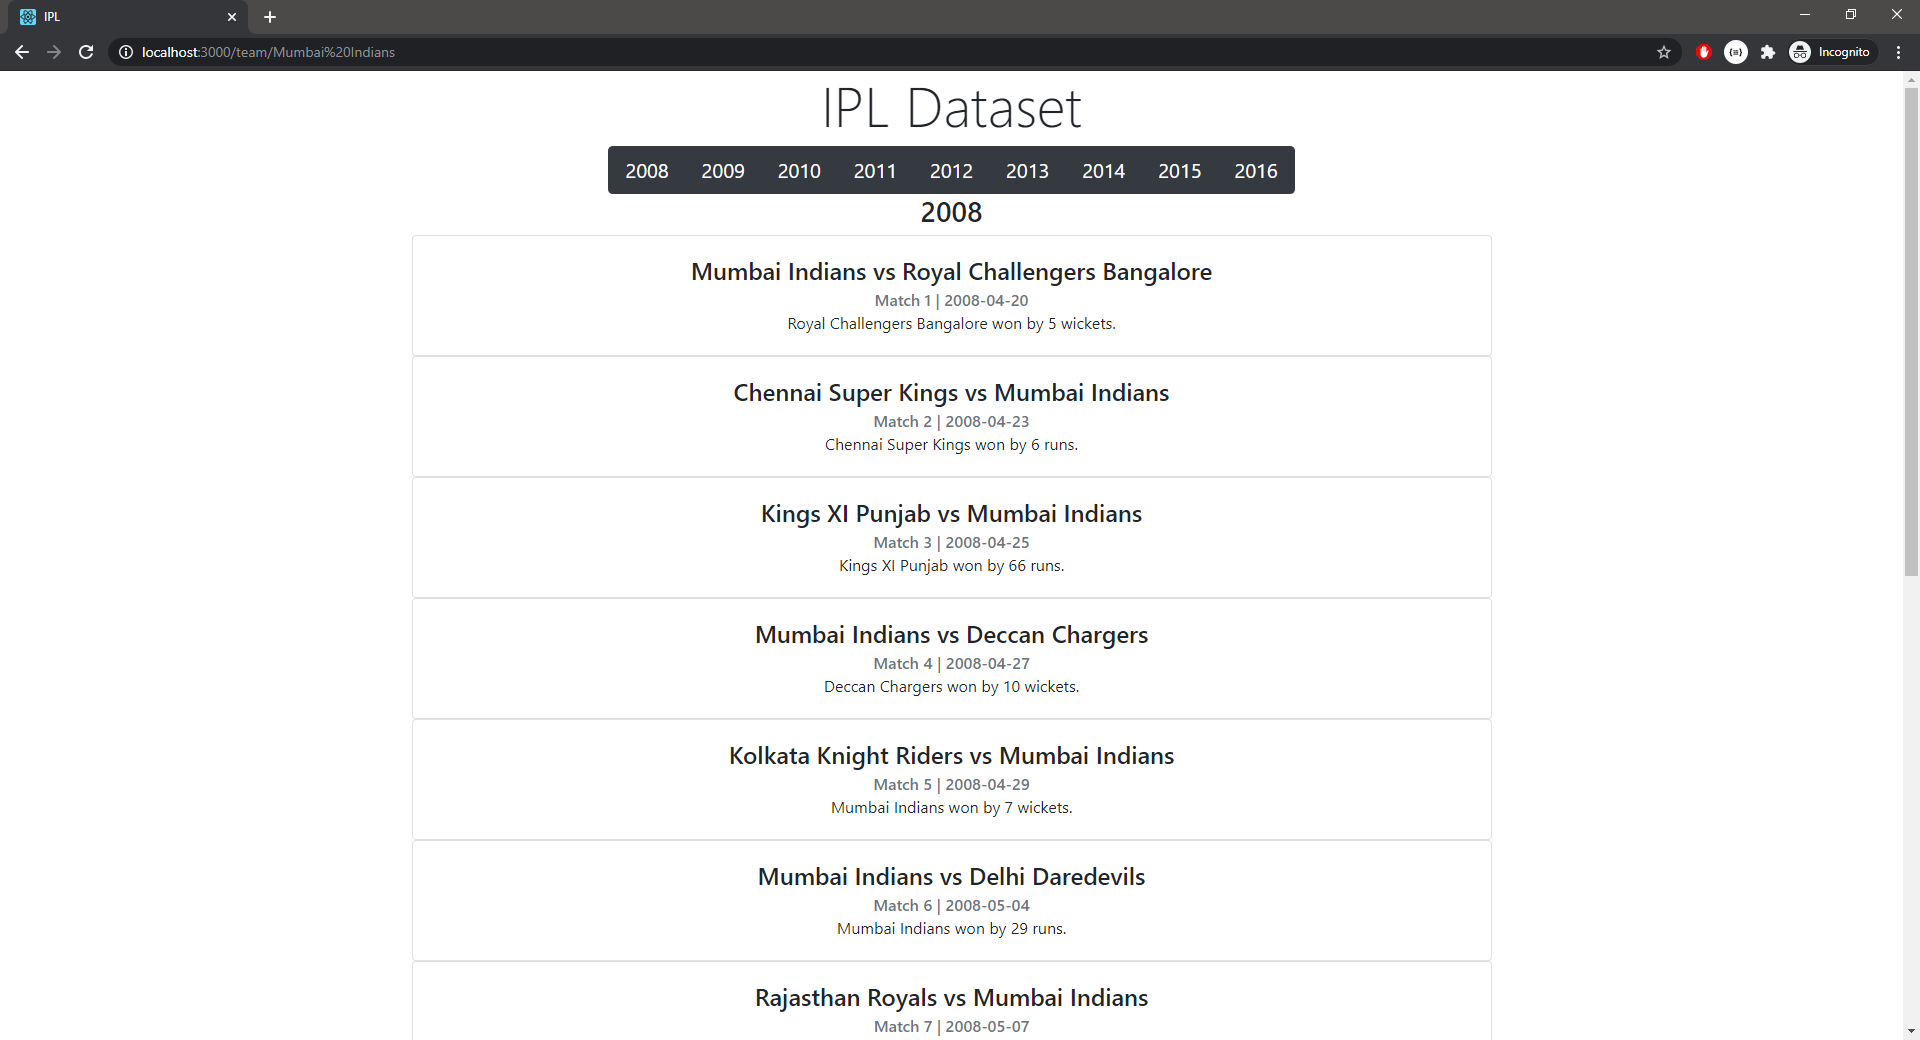 IPL
localhost:3000/team/Mumbai%20Indians
Incognito
IPL Dataset
2008 2009 2010 2011 2012 2013 2014 2015 2016
2008
Mumbai Indians vs Royal Challengers Bangalore
Match 1 | 2008-04-20
Royal Challengers Bangalore won by 5 wickets.
Chennai Super Kings vs Mumbai Indians
Match 2 | 2008-04-23
Chennai Super Kings won by 6 runs.
Kings XI Punjab vs Mumbai Indians
Match 3 | 2008-04-25
Kings XI Punjab won by 66 runs.
Mumbai Indians vs Deccan Chargers
Match 4 | 2008-04-27
Deccan Chargers won by 10 wickets.
Kolkata Knight Riders vs Mumbai Indians
Match 5 | 2008-04-29
Mumbai Indians won by 7 wickets.
Mumbai Indians vs Delhi Daredevils
Match 6 | 2008-05-04
Mumbai Indians won by 29 runs.
Rajasthan Royals vs Mumbai Indians
Match 7 | 2008-05-07